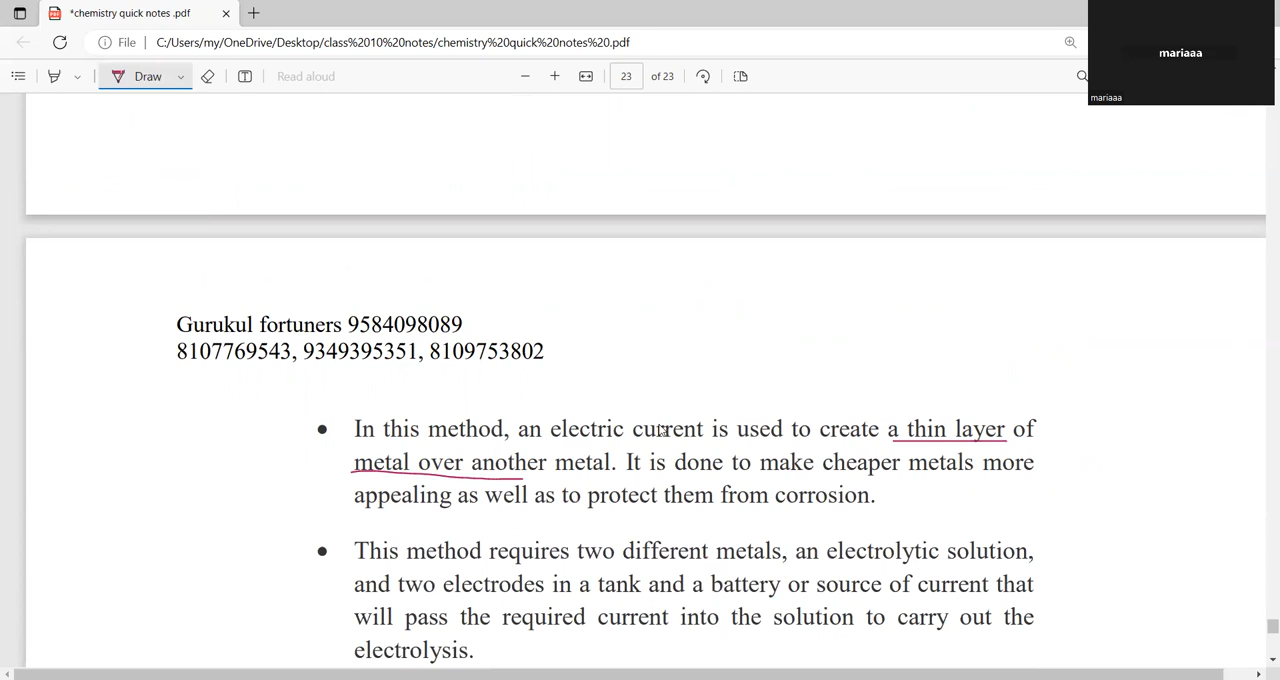 *chemistry quick notes .pdf
File C:/Users/my/OneDrive/Desktop/class%2010%20notes/chemistry%20quick%20notes%20.pdf
Draw Read aloud 23 of 23
mariaaa
mariaaa
Gurukul fortuners 9584098089
8107769543, 9349395351, 8109753802
• In this method, an electric current is used to create a thin layer of
metal over another metal. It is done to make cheaper metals more
appealing as well as to protect them from corrosion.
• This method requires two different metals, an electrolytic solution,
and two electrodes in a tank and a battery or source of current that
will pass the required current into the solution to carry out the
electrolysis.